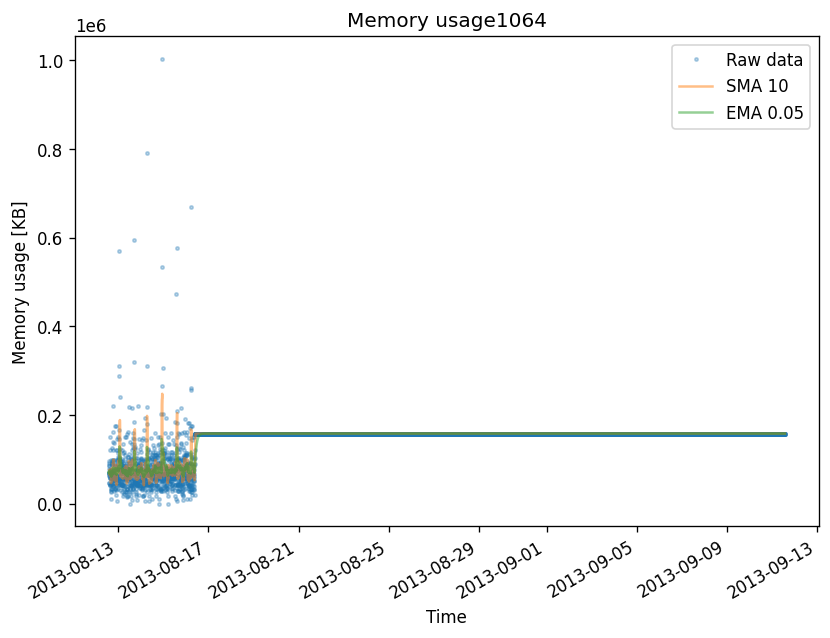 Memory usage1064
1e6
Raw data
SMA 10
EMA 0.05
1.0
0.8
0.6
0.4
0.2
0.0
Memory usage [KB]
2013-08-13
2013-08-17
2013-08-21
2013-08-25
2013-08-29
2013-09-01
2013-09-05
2013-09-09
2013-09-13
Time